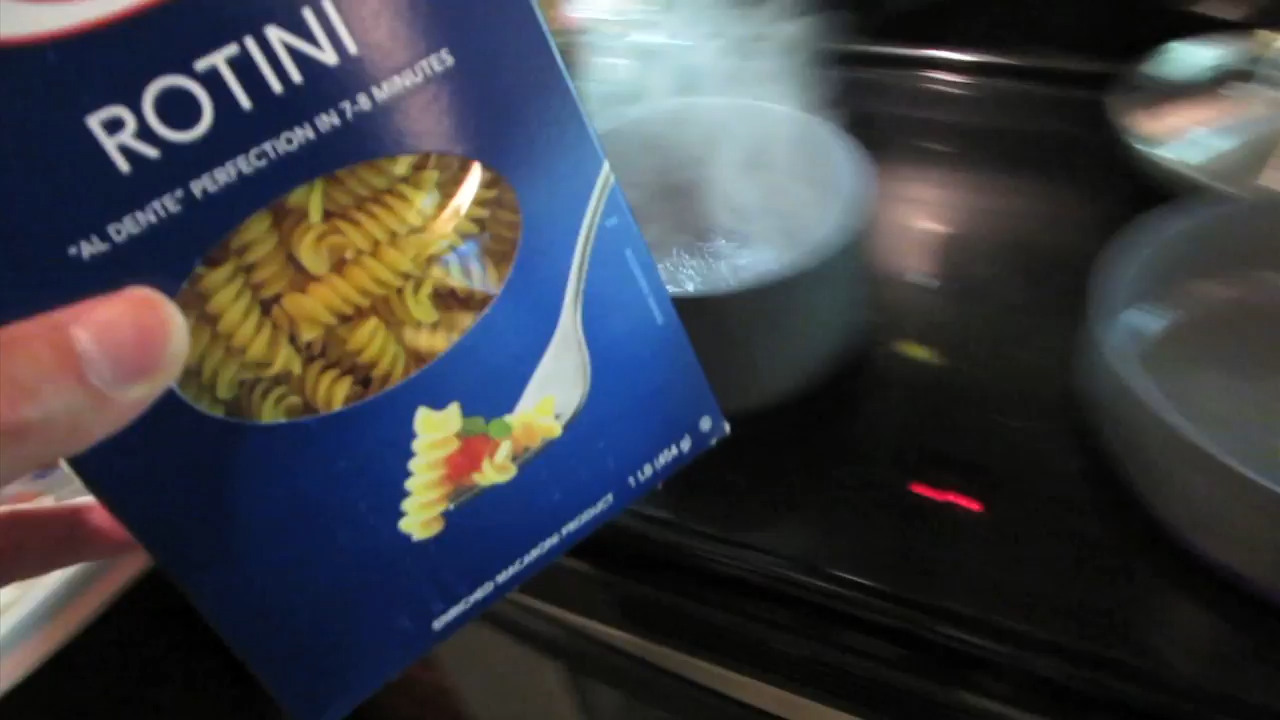 ROTINI
"AL DENTE" PERFECTION IN 7-8 MINUTES
ENRICHED MACARONI PRODUCT 1 LB (454 g)